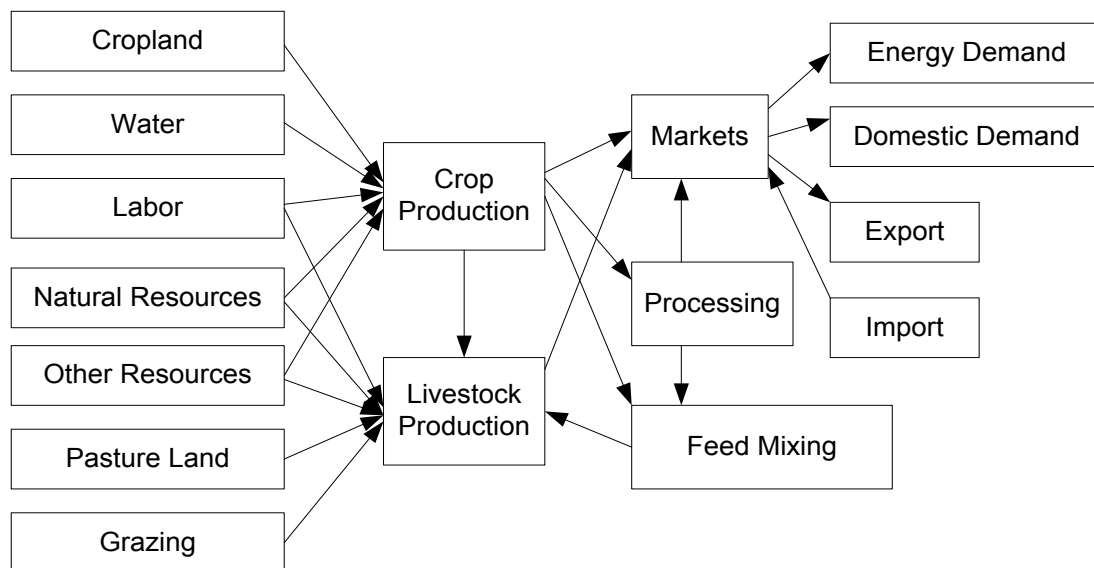 Cropland
Water
Labor
Natural Resources
Other Resources
Pasture Land
Grazing
Crop
Production
Livestock
Production
Markets
Processing
Feed Mixing
Energy Demand
Domestic Demand
Export
Import